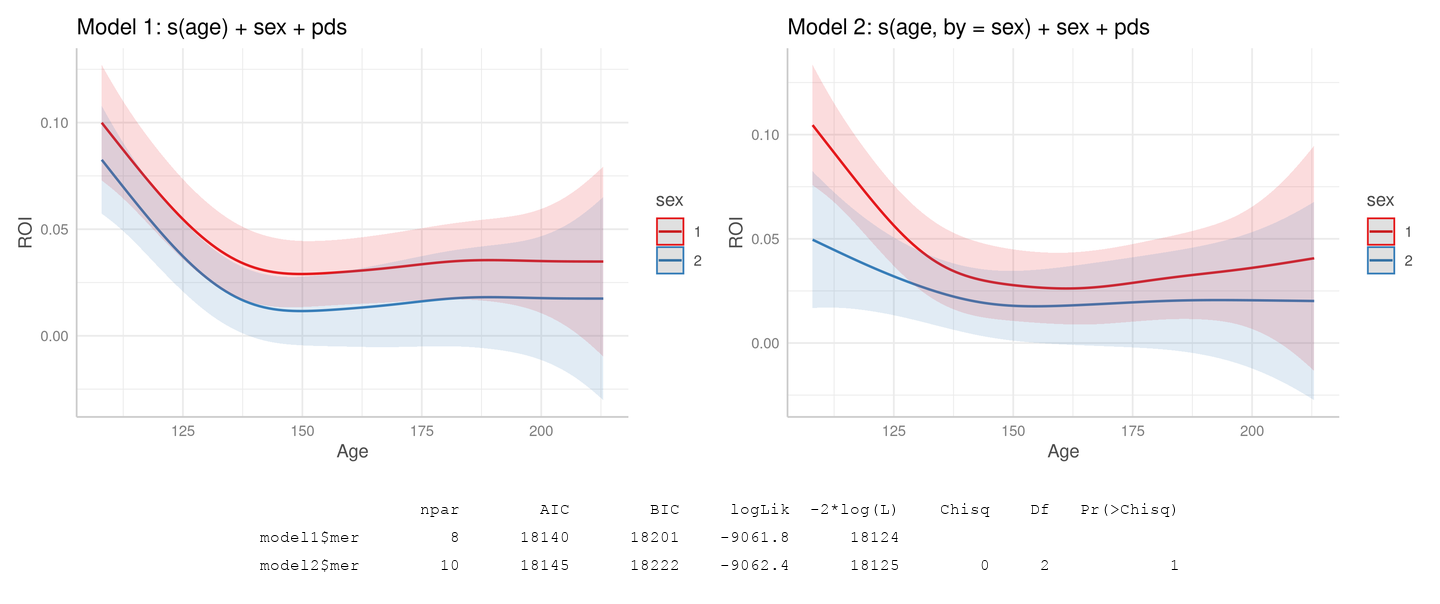 Model 1: s(age) + sex + pds
ROI
0.10
0.05
0.00
125 150 175 200
Age
sex
1
2
Model 2: s(age, by = sex) + sex + pds
ROI
0.10
0.05
0.00
125 150 175 200
Age
sex
1
2
npar AIC BIC logLik -2*log(L) Chisq Df Pr(>Chisq)
model1$mer 8 18140 18201 -9061.8 18124
model2$mer 10 18145 18222 -9062.4 18125 0 2 1